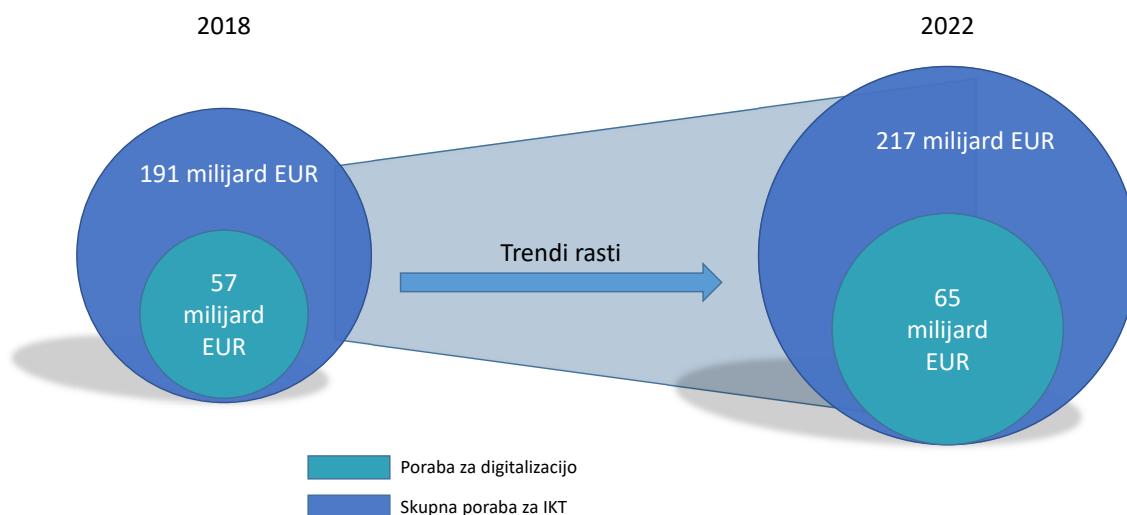 2018
2022
191 milijard EUR
217 milijard EUR
Trendi rasti
57
milijard
EUR
65
milijard
EUR
Poraba za digitalizacijo
Skupna poraba za IKT